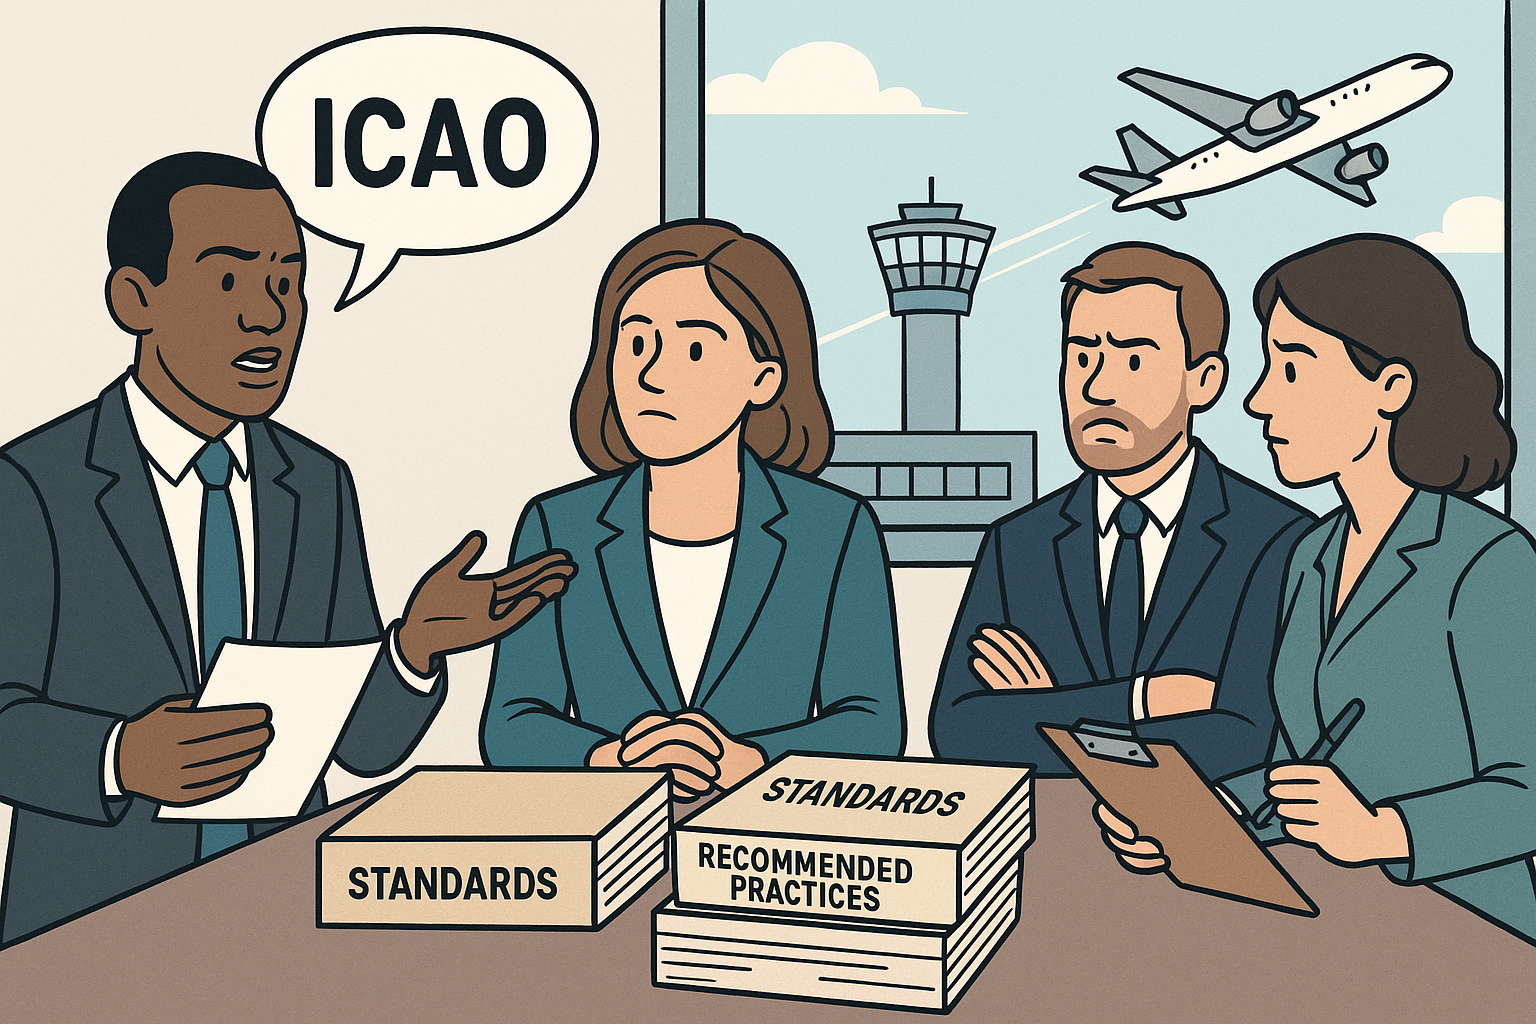 ICAO
STANDARDS
STANDARDS
RECOMMENDED
PRACTICES